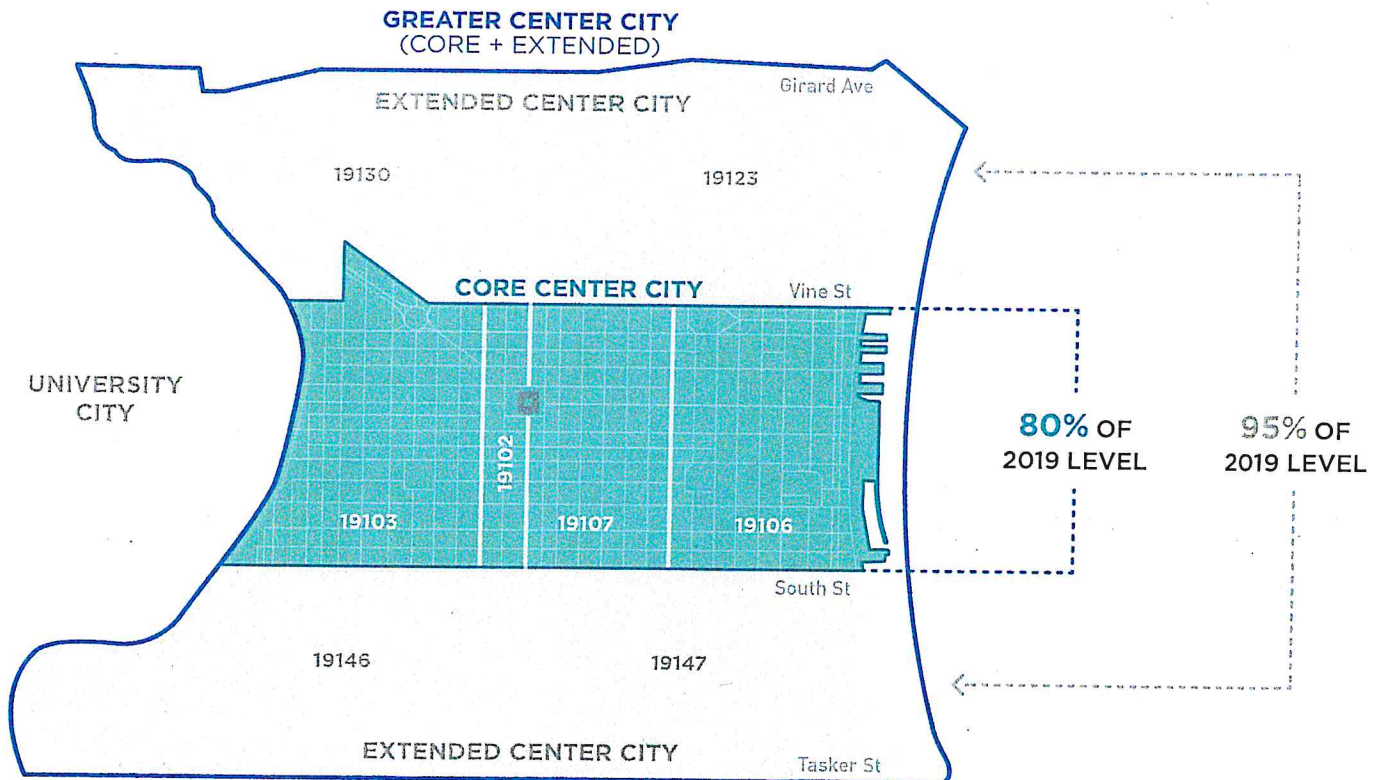 GREATER CENTER CITY
(CORE + EXTENDED)
Girard Ave
EXTENDED CENTER CITY
19130
19123
CORE CENTER CITY
Vine St
UNIVERSITY
CITY
19102
80% OF
2019 LEVEL
95% OF
2019 LEVEL
19103
19107
19106
South St
19146
19147
EXTENDED CENTER CITY
Tasker St